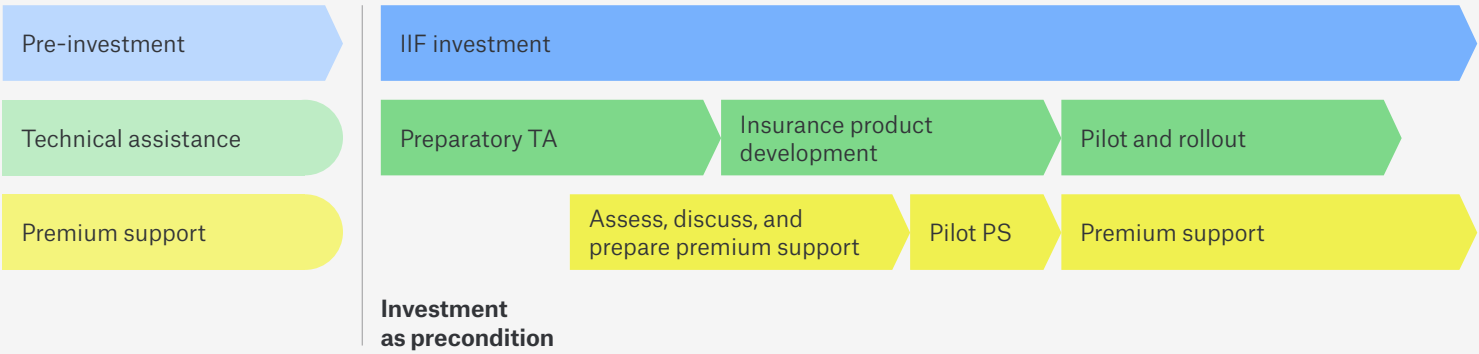 Pre-investment
IIF investment
Technical assistance
Preparatory TA
Insurance product
development
Pilot and rollout
Premium support
Assess, discuss, and
prepare premium support
Pilot PS
Premium support
Investment
as precondition